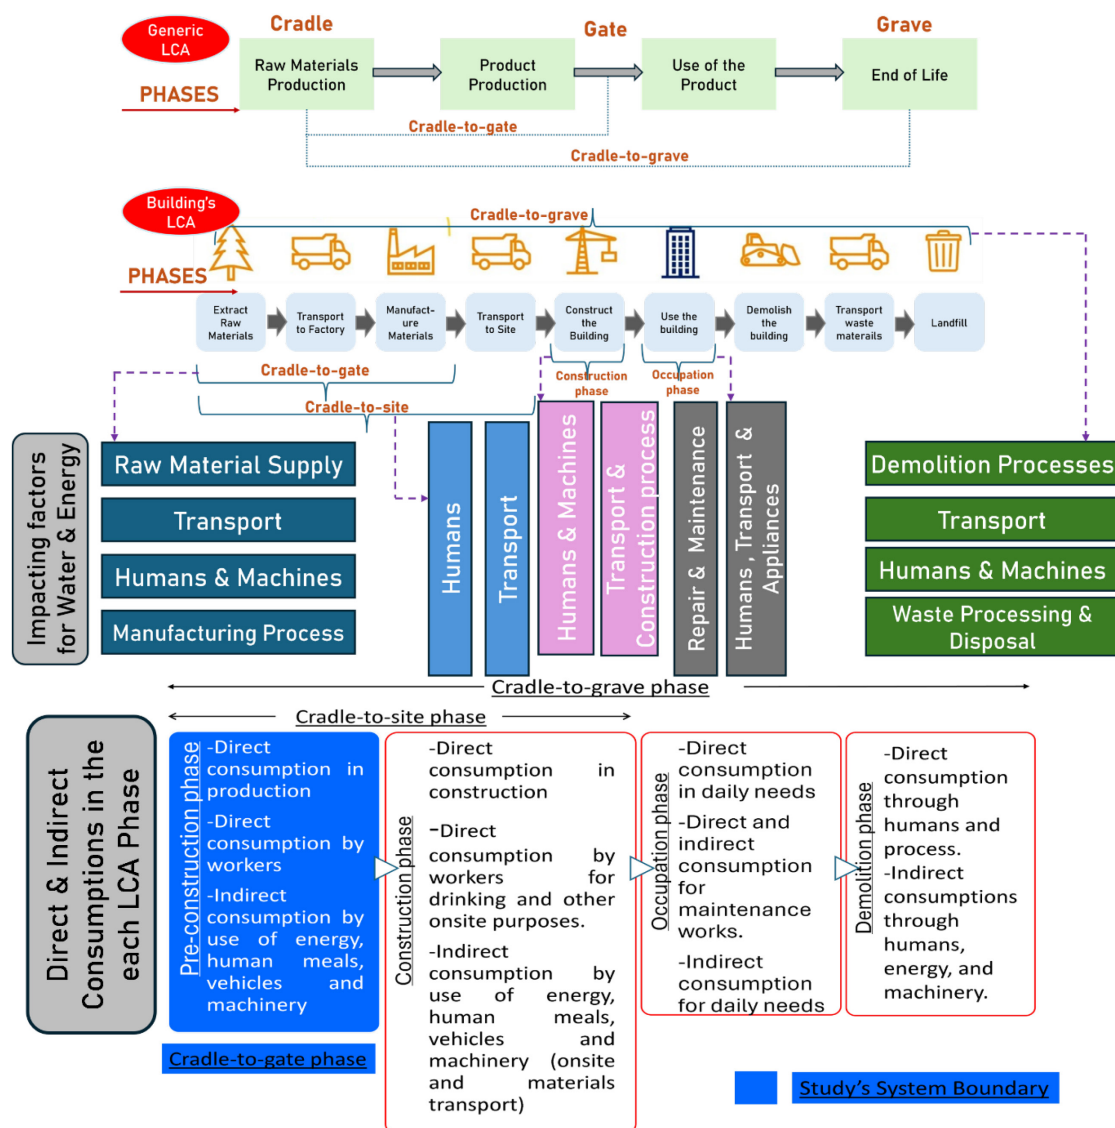 Generic
LCA
Cradle
Gate
Grave
Raw Materials
Production
Product
Production
Use of the
Product
End of Life
PHASES
Cradle-to-gate
Cradle-to-grave
Building's
LCA
Cradle-to-grave
PHASES
Extract
Raw
Materials
Transport
to Factory
Manufact-
ure
Materials
Transport
to Site
Construct
the
Building
Use the
building
Demolish
the
building
Transport
waste
materails
Landfill
Cradle-to-gate
Construction
phase
Occupation
phase
Cradle-to-site
Impacting factors
for Water & Energy
Raw Material Supply
Transport
Humans & Machines
Manufacturing Process
Humans
Transport
Humans & Machines
Transport &
Construction process
Repair & Maintenance
Humans , Transport &
Appliances
Demolition Processes
Transport
Humans & Machines
Waste Processing &
Disposal
Cradle-to-grave phase
Cradle-to-site phase
Direct & Indirect
Consumptions in the
each LCA Phase
Pre-construction phase
-Direct
consumption in
production
-Direct
consumption by
workers
-Indirect
consumption by
use of energy,
human meals,
vehicles and
machinery
Cradle-to-gate phase
Construction phase
-Direct
consumption in
construction
-Direct
consumption by
workers for
drinking and other
onsite purposes.
-Indirect
consumption by
use of energy,
human meals,
vehicles and
machinery (onsite
and materials
transport)
Occupation phase
-Direct
consumption
in daily needs
-Direct and
indirect
consumption
for
maintenance
works.
-Indirect
consumption
for daily needs
Demolition phase
-Direct
consumption
through
humans and
process.
-Indirect
consumptions
through
humans,
energy, and
machinery.
Study's System Boundary